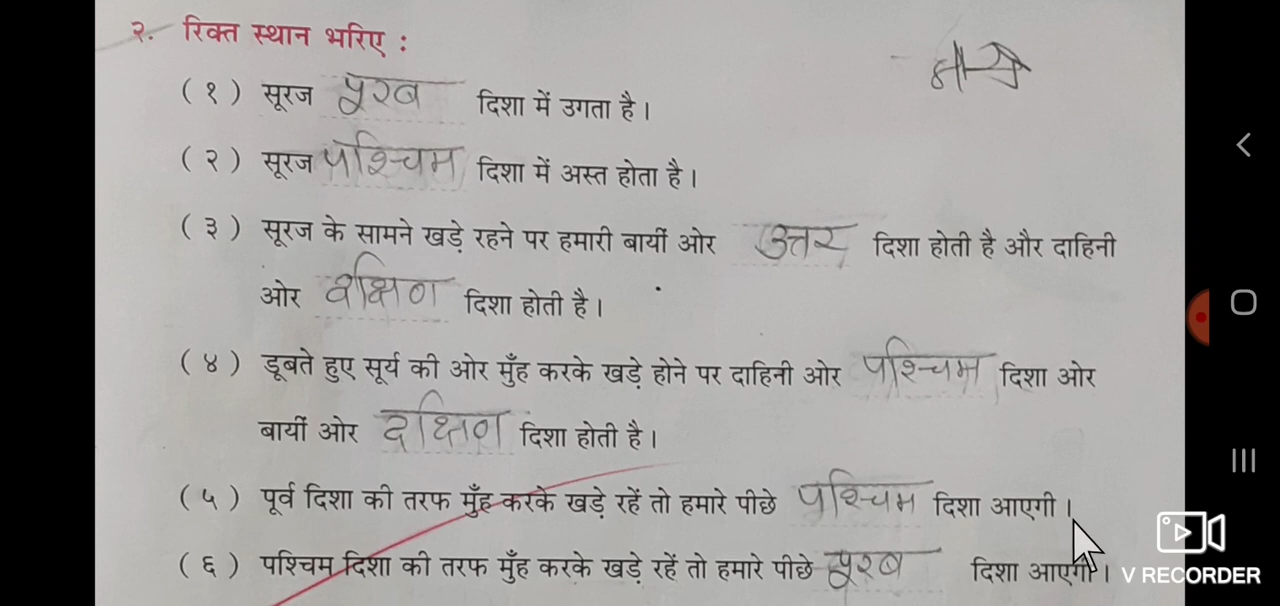 २. रिक्त स्थान भरिए :
(१) सूरज पूरब दिशा में उगता है।
(२) सूरज पश्चिम दिशा में अस्त होता है।
(३) सूरज के सामने खड़े रहने पर हमारी बायीं ओर उत्तर दिशा होती है और दाहिनी
ओर दक्षिण दिशा होती है।
(४) डूबते हुए सूर्य की ओर मुँह करके खड़े होने पर दाहिनी ओर पश्चिम दिशा ओर
बायीं ओर दक्षिण दिशा होती है।
(५) पूर्व दिशा की तरफ मुँह करके खड़े रहें तो हमारे पीछे पश्चिम दिशा आएगी।
(६) पश्चिम दिशा की तरफ मुँह करके खड़े रहें तो हमारे पीछे पूरब दिशा आएगी।
V RECORDER